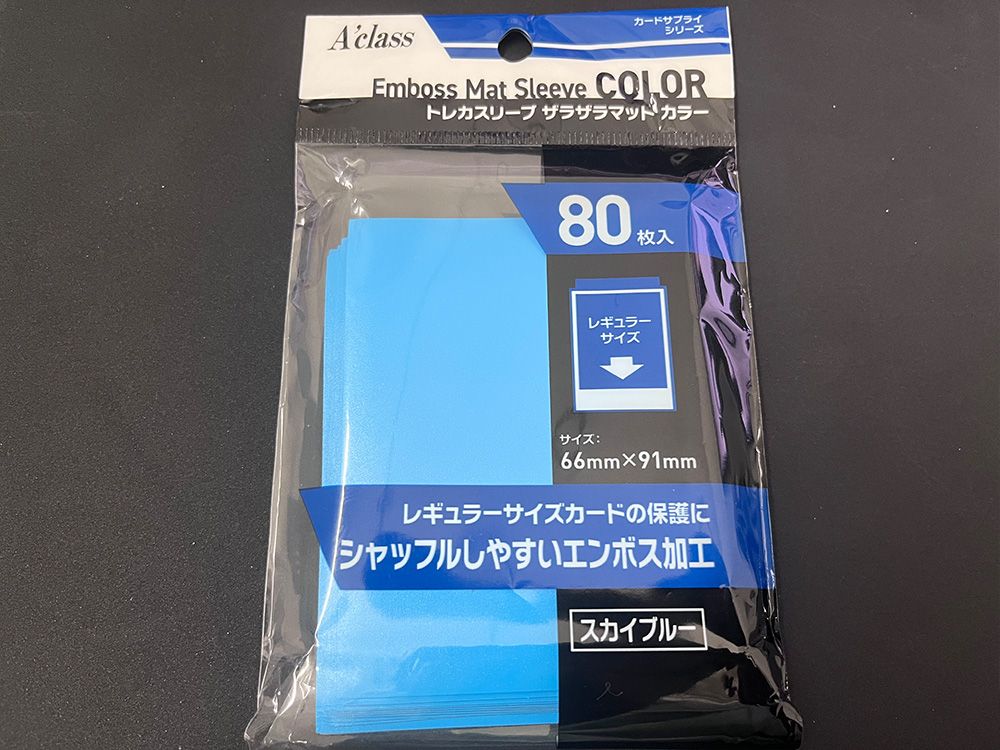 A'class
カードサプライ
シリーズ
Emboss Mat Sleeve COLOR
トレカスリーブ ザラザラマット カラー
80枚入
レギュラー
サイズ
サイズ:
66mm×91mm
レギュラーサイズカードの保護に
シャッフルしやすいエンボス加工
スカイブルー